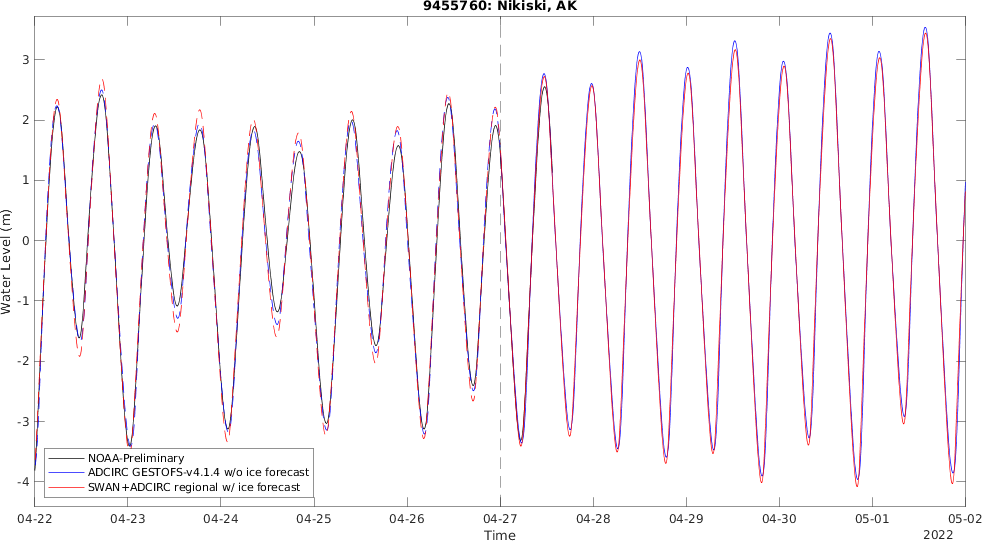 9455760: Nikiski, AK
3
2
1
0
-1
-2
-3
-4
Water Level (m)
NOAA-Preliminary
ADCIRC GESTOFS-v4.1.4 w/o ice forecast
SWAN+ADCIRC regional w/ ice forecast
04-22 04-23 04-24 04-25 04-26 04-27 04-28 04-29 04-30 05-01 05-02
Time
2022